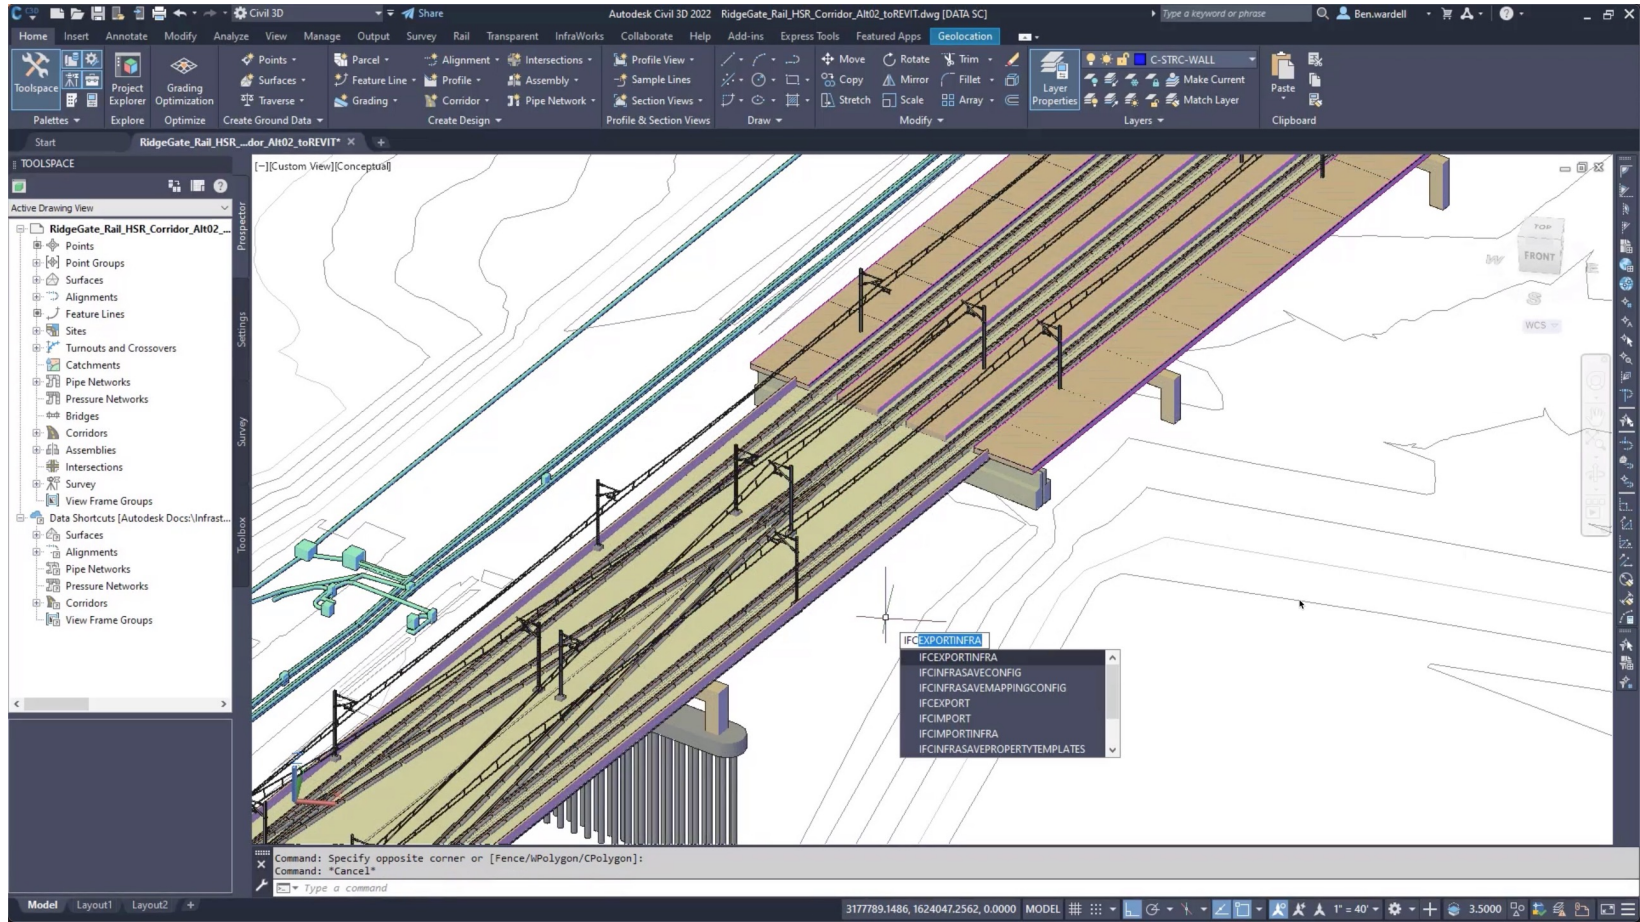 Civil 3D
Share
Autodesk Civil 3D 2022 RidgeGate_Rail_HSR_Corridor_Alt02_toREVIT.dwg [DATA SC]
Type a keyword or phrase
Ben.wardell
Home Insert Annotate Modify Analyze View Manage Output Survey Rail Transparent InfraWorks Collaborate Help Add-ins Express Tools Featured Apps Geolocation
Toolspace
Palettes
Project Explorer
Explore
Grading Optimization
Optimize
Points
Surfaces
Traverse
Create Ground Data
Parcel
Feature Line
Grading
Alignment
Profile
Corridor
Intersections
Assembly
Pipe Network
Create Design
Profile View
Sample Lines
Section Views
Profile & Section Views
Draw
Move
Copy
Stretch
Rotate
Mirror
Scale
Trim
Fillet
Array
Modify
Layer Properties
C-STRC-WALL
Make Current
Match Layer
Layers
Paste
Clipboard
Start
RidgeGate_Rail_HSR_...dor_Alt02_toREVIT*
TOOLSPACE
Active Drawing View
RidgeGate_Rail_HSR_Corridor_Alt02_...
Points
Point Groups
Surfaces
Alignments
Feature Lines
Sites
Turnouts and Crossovers
Catchments
Pipe Networks
Pressure Networks
Bridges
Corridors
Assemblies
Intersections
Survey
View Frame Groups
Data Shortcuts [Autodesk Docs:\Infrast...
Surfaces
Alignments
Pipe Networks
Pressure Networks
Corridors
View Frame Groups
Prospector
Settings
Survey
Toolbox
[−][Custom View][Conceptual]
TOP
FRONT
W
E
S
WCS
IFCEXPORTINFRA
IFCEXPORTINFRA
IFCINFRASAVECONFIG
IFCINFRASAVEMAPPINGCONFIG
IFCEXPORT
IFCIMPORT
IFCIMPORTINFRA
IFCINFRASAVEPROPERTYTEMPLATES
Command: Specify opposite corner or [Fence/WPolygon/CPolygon]:
Command: *Cancel*
Type a command
Model Layout1 Layout2
3177789.1486, 1624047.2562, 0.0000 MODEL
1" = 40'
3.5000